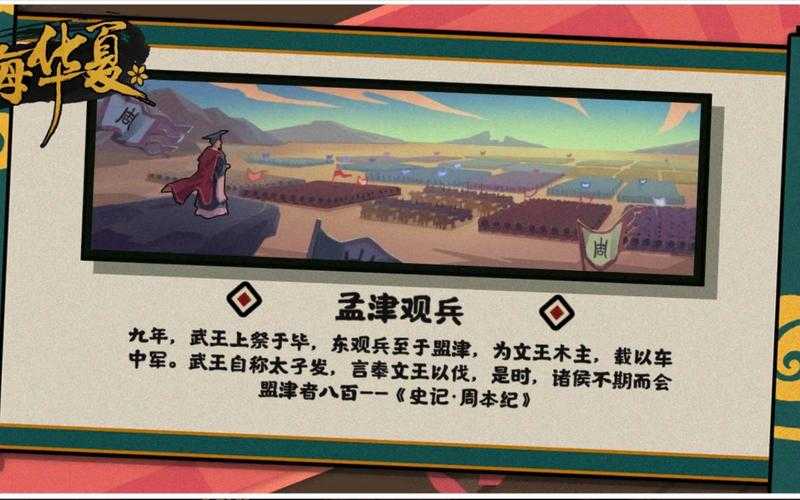 海华夏
周
周
孟津观兵
九年，武王上祭于毕，东观兵至于盟津，为文王木主，载以车
中军。武王自称太子发，言奉文王以伐，是时，诸侯不期而会
盟津者八百--《史记·周本纪》